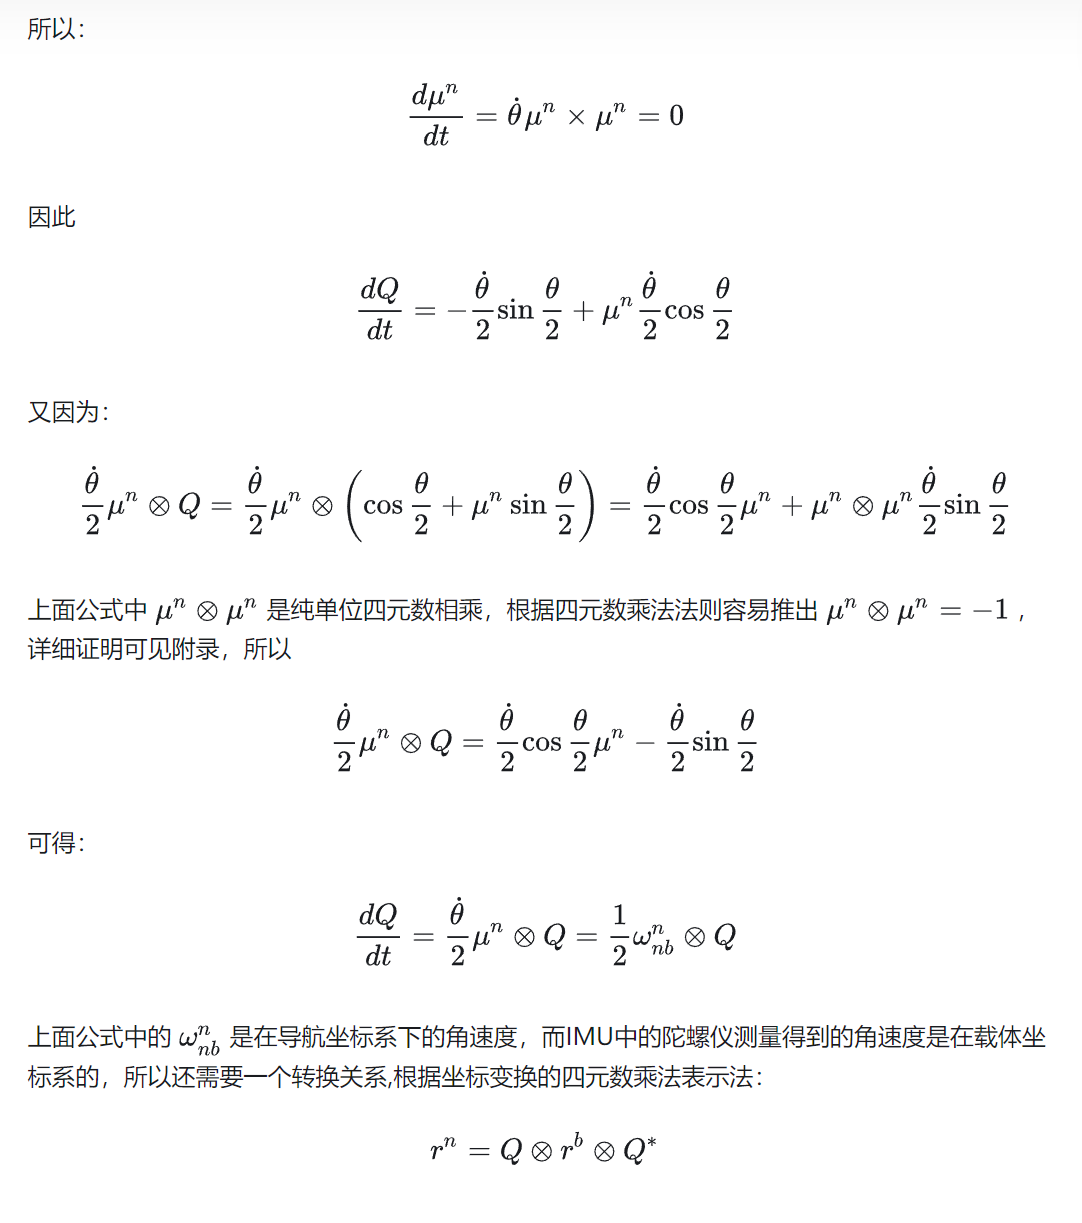 所以：
$$\frac{d\mu^n}{dt} = \dot{\theta}\mu^n \times \mu^n = 0$$
因此
$$\frac{dQ}{dt} = -\frac{\dot{\theta}}{2}\sin\frac{\theta}{2} + \mu^n\frac{\dot{\theta}}{2}\cos\frac{\theta}{2}$$
又因为：
$$\frac{\dot{\theta}}{2}\mu^n \otimes Q = \frac{\dot{\theta}}{2}\mu^n \otimes \left(\cos\frac{\theta}{2} + \mu^n\sin\frac{\theta}{2}\right) = \frac{\dot{\theta}}{2}\cos\frac{\theta}{2}\mu^n + \mu^n \otimes \mu^n\frac{\dot{\theta}}{2}\sin\frac{\theta}{2}$$
上面公式中 $\mu^n \otimes \mu^n$ 是纯单位四元数相乘，根据四元数乘法法则容易推出 $\mu^n \otimes \mu^n = -1$ ，
详细证明可见附录，所以
$$\frac{\dot{\theta}}{2}\mu^n \otimes Q = \frac{\dot{\theta}}{2}\cos\frac{\theta}{2}\mu^n - \frac{\dot{\theta}}{2}\sin\frac{\theta}{2}$$
可得：
$$\frac{dQ}{dt} = \frac{\dot{\theta}}{2}\mu^n \otimes Q = \frac{1}{2}\omega_{nb}^n \otimes Q$$
上面公式中的 $\omega_{nb}^n$ 是在导航坐标系下的角速度，而IMU中的陀螺仪测量得到的角速度是在载体坐
标系的，所以还需要一个转换关系,根据坐标变换的四元数乘法表示法：
$$r^n = Q \otimes r^b \otimes Q^*$$